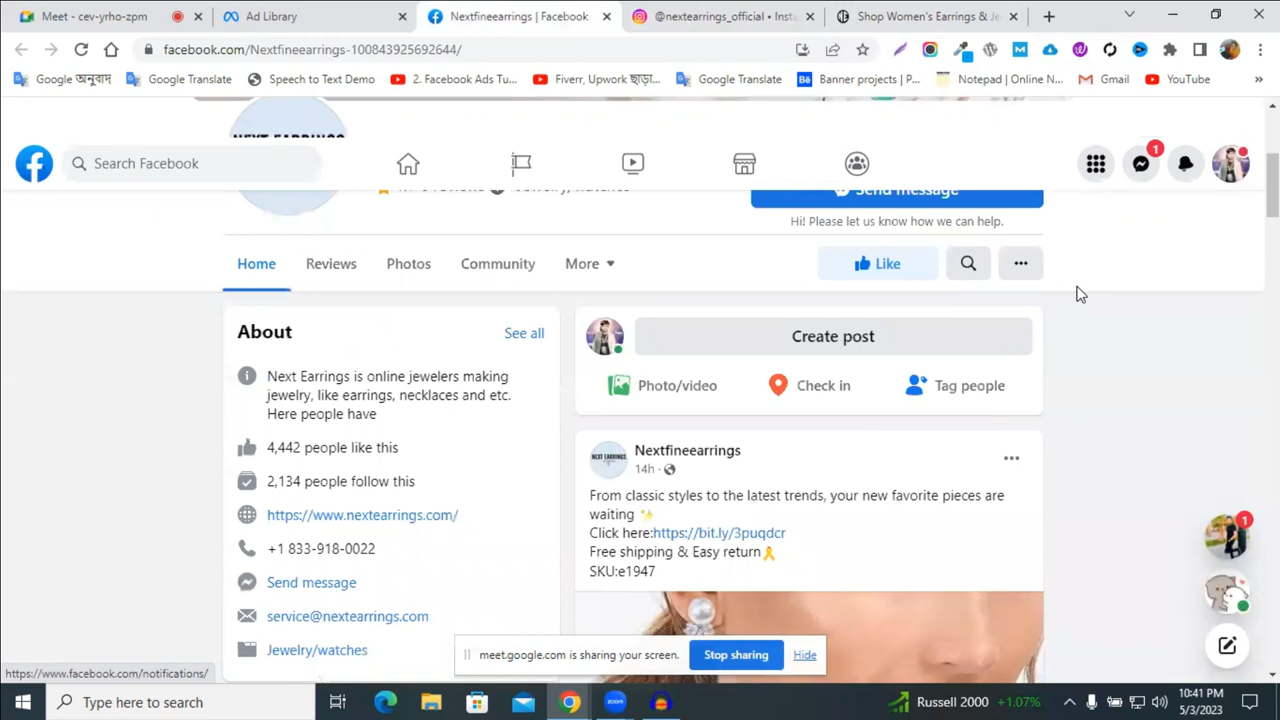 Meet - cev-yrho-zpm
Ad Library
Nextfineearrings | Facebook
@nextearrings_official • Insta
Shop Women's Earrings & Je
facebook.com/Nextfineearrings-100843925692644/
Google অনুবাদ
Google Translate
Speech to Text Demo
2. Facebook Ads Tu...
Fiverr, Upwork ছাড়া...
Google Translate
Banner projects | P...
Notepad | Online N...
Gmail
YouTube
»
NEXT EARRINGS
Search Facebook
1
Send message
Hi! Please let us know how we can help.
Home
Reviews
Photos
Community
More
Like
About
See all
Next Earrings is online jewelers making
jewelry, like earrings, necklaces and etc.
Here people have
4,442 people like this
2,134 people follow this
https://www.nextearrings.com/
+1 833-918-0022
Send message
service@nextearrings.com
Jewelry/watches
Create post
Photo/video
Check in
Tag people
NEXT EARRINGS
Nextfineearrings
14h ·
From classic styles to the latest trends, your new favorite pieces are
waiting ✨
Click here:https://bit.ly/3puqdcr
Free shipping & Easy return🎗️
SKU:e1947
1
meet.google.com is sharing your screen.
Stop sharing
Hide
https://www.facebook.com/notifications/
Type here to search
zoom
Russell 2000 +1.07%
10:41 PM
5/3/2023